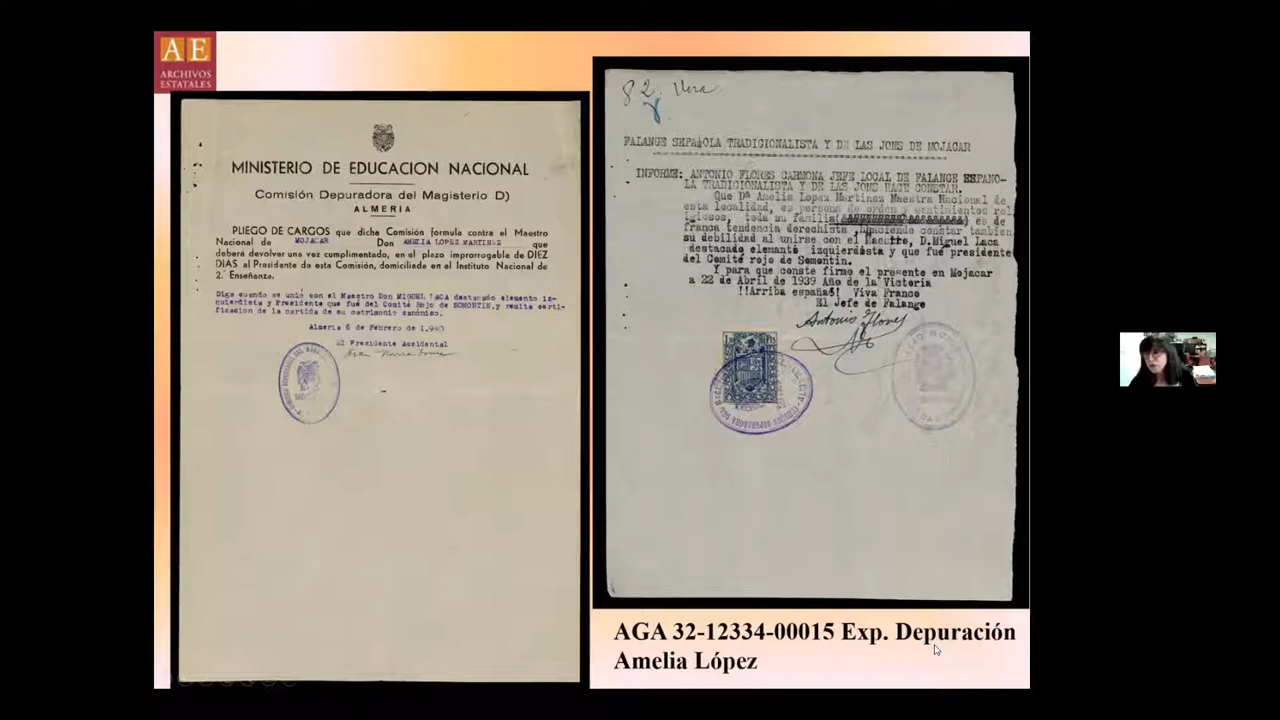 AE
ARCHIVOS
ESTATALES
MINISTERIO DE EDUCACION NACIONAL
Comisión Depuradora del Magisterio D)
ALMERIA
PLIEGO DE CARGOS que dicha Comisión formula contra el Maestro
Nacional de MOJACAR Don AMELIA LOPEZ MARTINEZ que
deberá devolver una vez cumplimentado, en el plazo improrrogable de DIEZ
DIAS al Presidente da esta Comisión, domiciliada en el Instituto Nacional de
2.ª Enseñanza.
Diga cuando se unió con el Maestro Don MIGUEL LACA destacado elemento iz-
quierdista y Presidente que fué del Comité Rojo de SOMONTIN, y remita certi-
ficacion de la partida de su matrimonio canónico.
Almeria 6 de Febrero de 1.940
El Presidente Accidental
82. Vera
FALANGE SEPAÑOLA TRADICIONALISTA Y DE LAS JONS DE MOJACAR
INFORME: ANTONIO FLORES CARMONA JEFE LOCAL DE FALANGE ESPAÑO-
LA TRADICIONALISTA Y DE LAS JONS HACE CONSTAR.
Que Dª Amelia Lopez Martinez Maestra Nacional de
esta localidad, es persona de orden y sentimientos rel
igiosos, toda su familia es de
franca tendencia derechista, haciendo constar tambien
su debilidad al unirse con el Maestro, D.Miguel Laca
destacado elemento izquierdista y que fué presidente
del Comité rojo de Somontin.
Y para que conste firmo el presente en Mojacar
a 22 de Abril de 1939 Año de la Victoria
!!Arriba españa! Viva Franco
El Jefe de Falange
Antonio Flores
AGA 32-12334-00015 Exp. Depuración
Amelia López